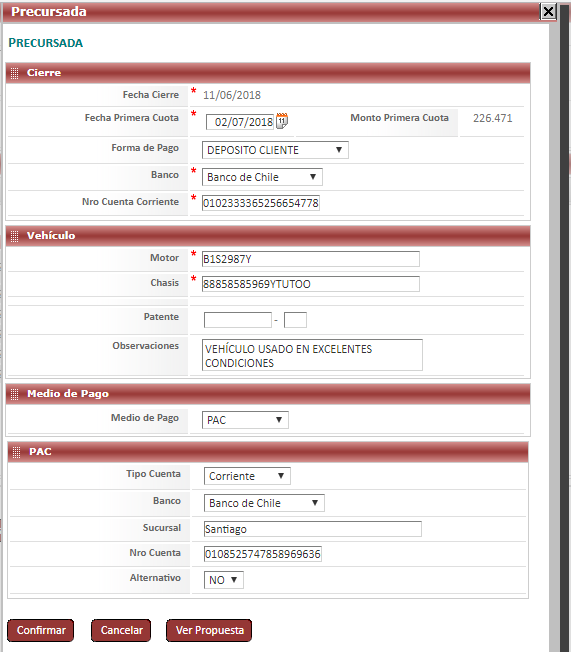 Precursada
PRECURSADA
Cierre
Fecha Cierre * 11/06/2018
Fecha Primera Cuota * 02/07/2018 Monto Primera Cuota 226.471
Forma de Pago DEPOSITO CLIENTE
Banco * Banco de Chile
Nro Cuenta Corriente * 0102333365256654778
Vehículo
Motor * B1S2987Y
Chasis * 88858585969YTUTOO
Patente -
Observaciones VEHÍCULO USADO EN EXCELENTES
CONDICIONES
Medio de Pago
Medio de Pago PAC
PAC
Tipo Cuenta Corriente
Banco Banco de Chile
Sucursal Santiago
Nro Cuenta 0108525747858969636
Alternativo NO
Confirmar Cancelar Ver Propuesta